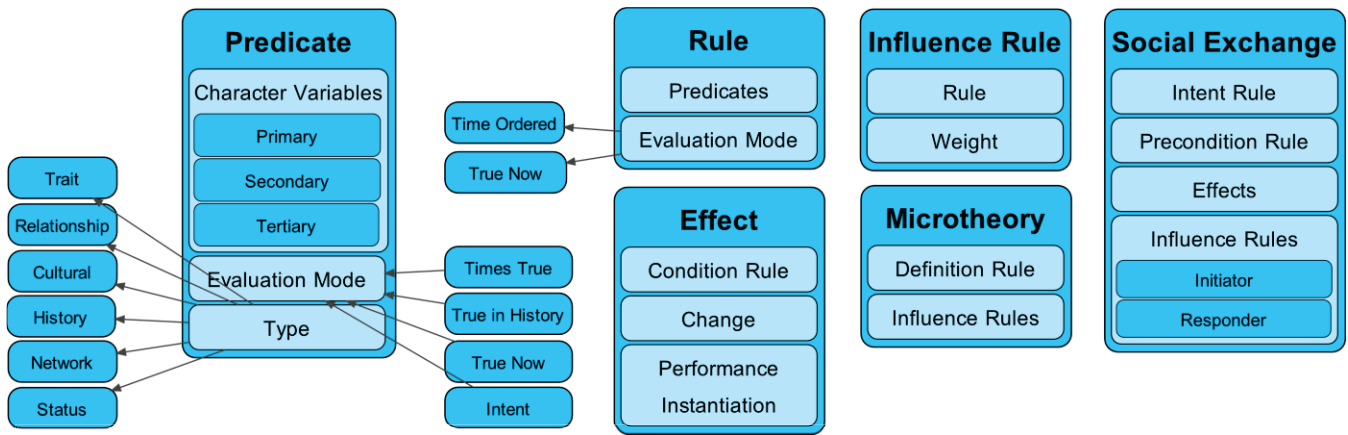 Predicate
Character Variables
Primary
Secondary
Tertiary
Evaluation Mode
Type
Trait
Relationship
Cultural
History
Network
Status
Times True
True in History
True Now
Intent
Rule
Predicates
Evaluation Mode
Time Ordered
True Now
Effect
Condition Rule
Change
Performance
Instantiation
Influence Rule
Rule
Weight
Microtheory
Definition Rule
Influence Rules
Social Exchange
Intent Rule
Precondition Rule
Effects
Influence Rules
Initiator
Responder